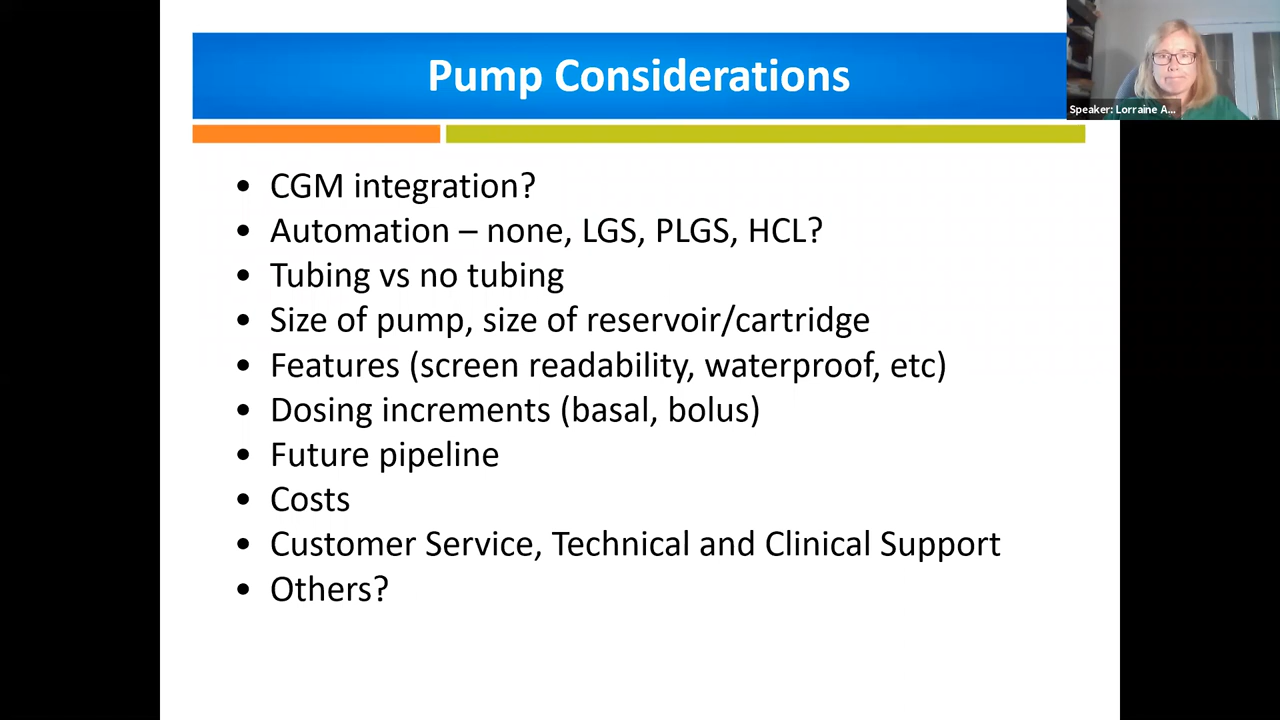 Pump Considerations
Speaker: Lorraine A...
• CGM integration?
• Automation – none, LGS, PLGS, HCL?
• Tubing vs no tubing
• Size of pump, size of reservoir/cartridge
• Features (screen readability, waterproof, etc)
• Dosing increments (basal, bolus)
• Future pipeline
• Costs
• Customer Service, Technical and Clinical Support
• Others?